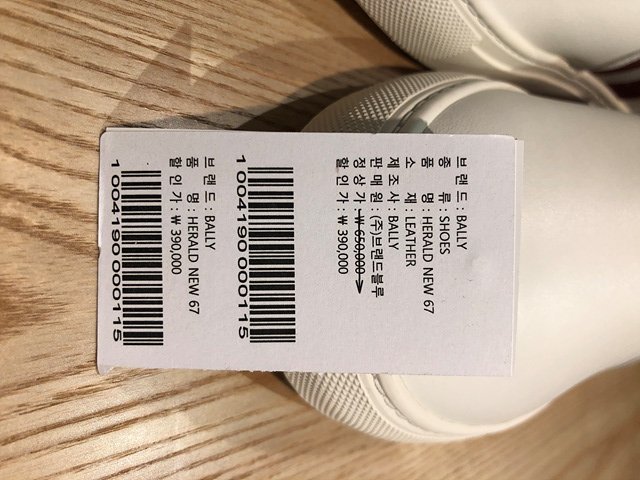 브 랜 드 : BALLY
종    류 : SHOES
품    명 : HERALD NEW 67
소    재 : LEATHER
제 조 사 : BALLY
판 매 원 : (주)브랜드블루
정 상 가 : ₩ 650,000
할 인 가 : ₩ 390,000
1 004190 000115
브 랜 드 : BALLY
품    명 : HERALD NEW 67
할 인 가 : ₩ 390,000
1 004190 000115